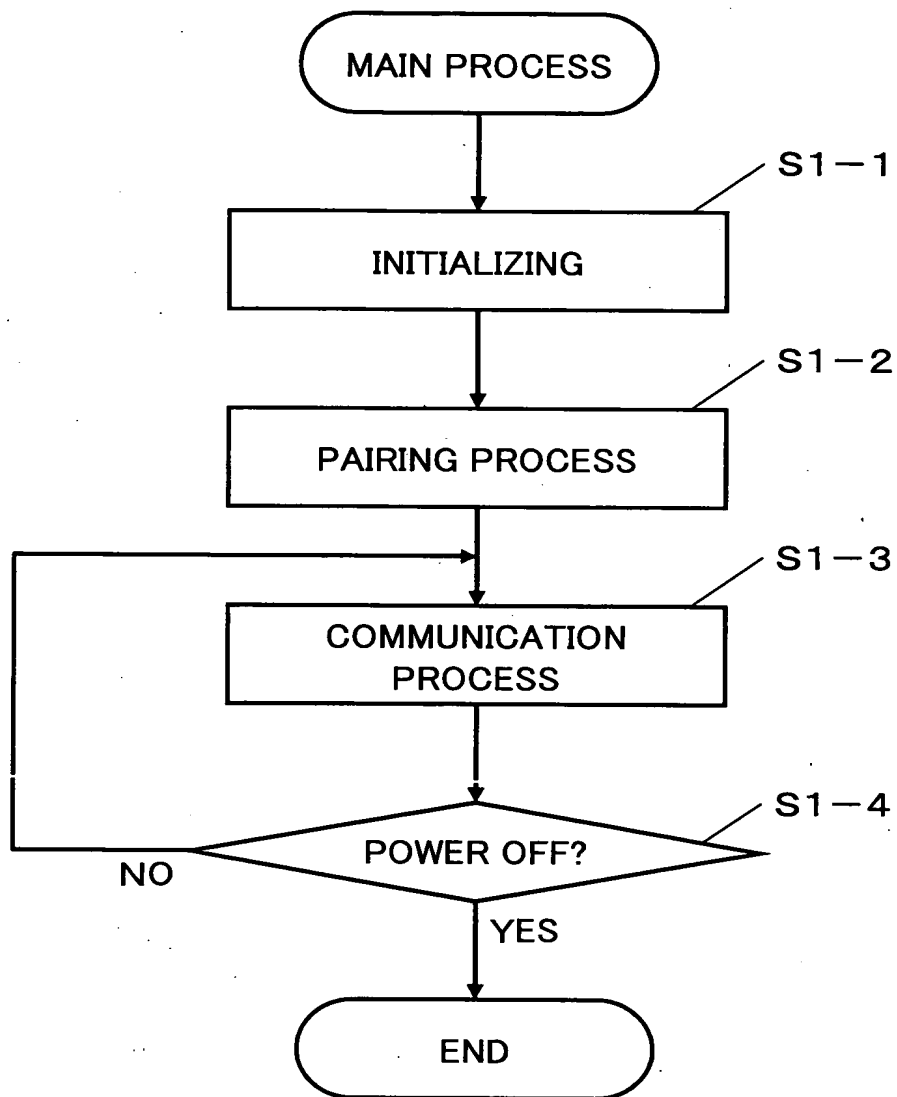 MAIN PROCESS
S1-1
INITIALIZING
S1-2
PAIRING PROCESS
S1-3
COMMUNICATION
PROCESS
S1-4
POWER OFF?
NO
YES
END